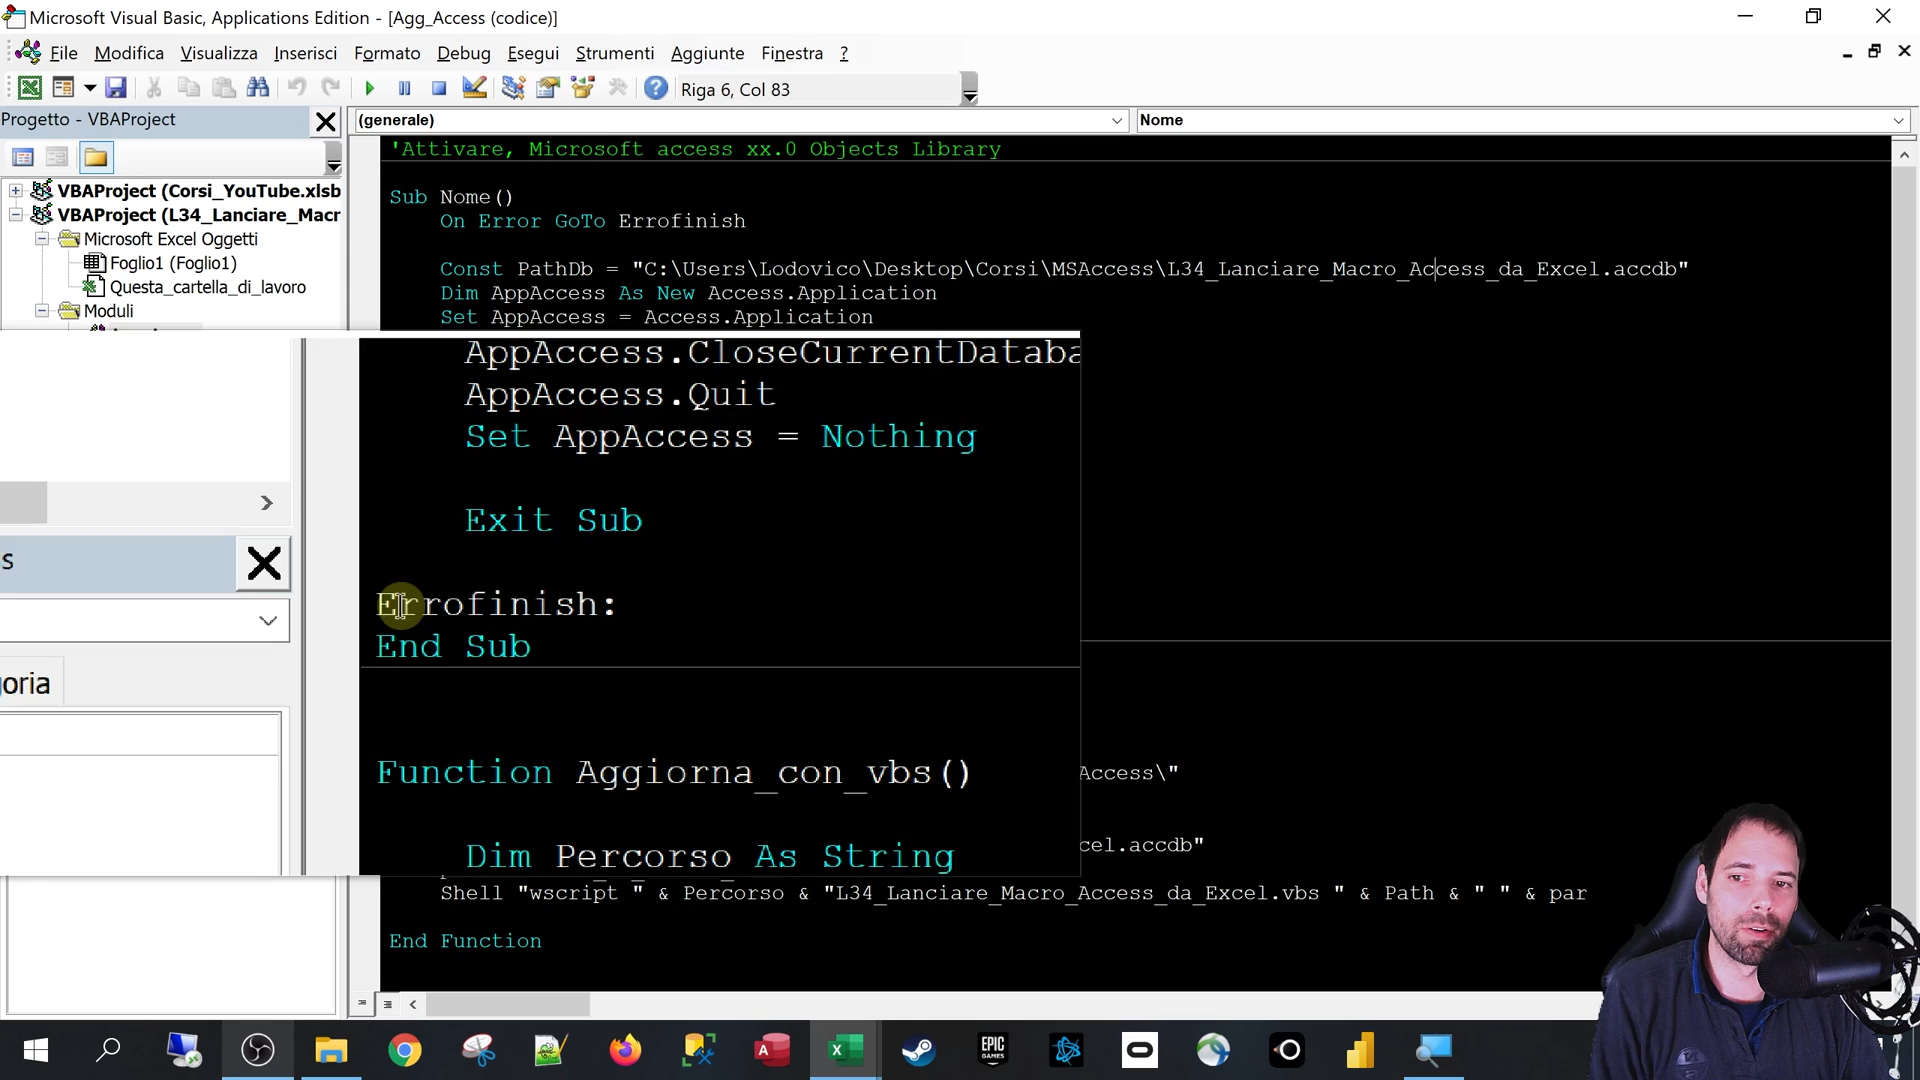 Microsoft Visual Basic, Applications Edition - [Agg_Access (codice)]
File Modifica Visualizza Inserisci Formato Debug Esegui Strumenti Aggiunte Finestra ?
Riga 6, Col 83
Progetto - VBAProject
(generale)
Nome
VBAProject (Corsi_YouTube.xlsb
VBAProject (L34_Lanciare_Macr
Microsoft Excel Oggetti
Foglio1 (Foglio1)
Questa_cartella_di_lavoro
Moduli
'Attivare, Microsoft access xx.0 Objects Library
Sub Nome()
On Error GoTo Errofinish
Const PathDb = "C:\Users\Lodovico\Desktop\Corsi\MSAccess\L34_Lanciare_Macro_Access_da_Excel.accdb"
Dim AppAccess As New Access.Application
Set AppAccess = Access.Application
AppAccess.CloseCurrentDataba
AppAccess.Quit
Set AppAccess = Nothing
Exit Sub
s
Errofinish:
End Sub
oria
Function Aggiorna_con_vbs()
Access\"
Dim Percorso As String
cel.accdb"
Shell "wscript " & Percorso & "L34_Lanciare_Macro_Access_da_Excel.vbs " & Path & " " & par
End Function
EPIC
GAMES